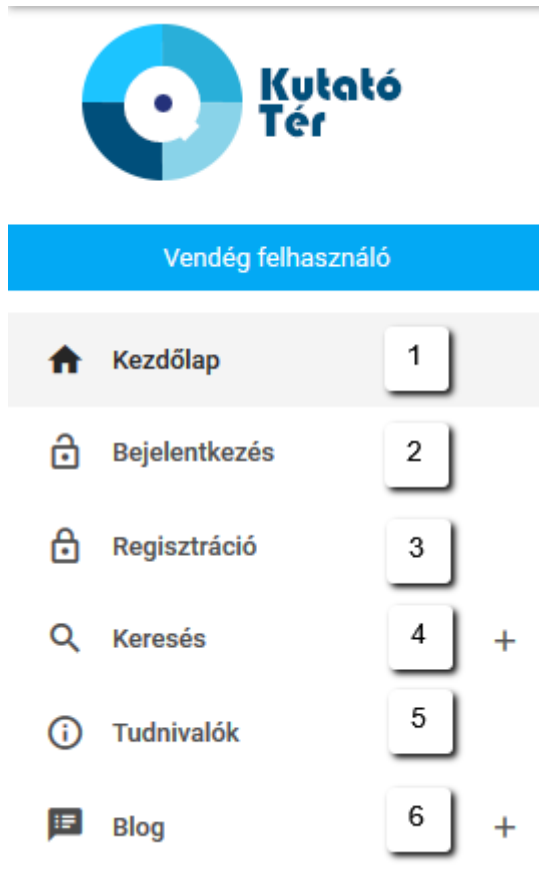 Kutató
Tér
Vendég felhasználó
Kezdőlap 1
Bejelentkezés 2
Regisztráció 3
Keresés 4 +
Tudnivalók 5
Blog 6 +